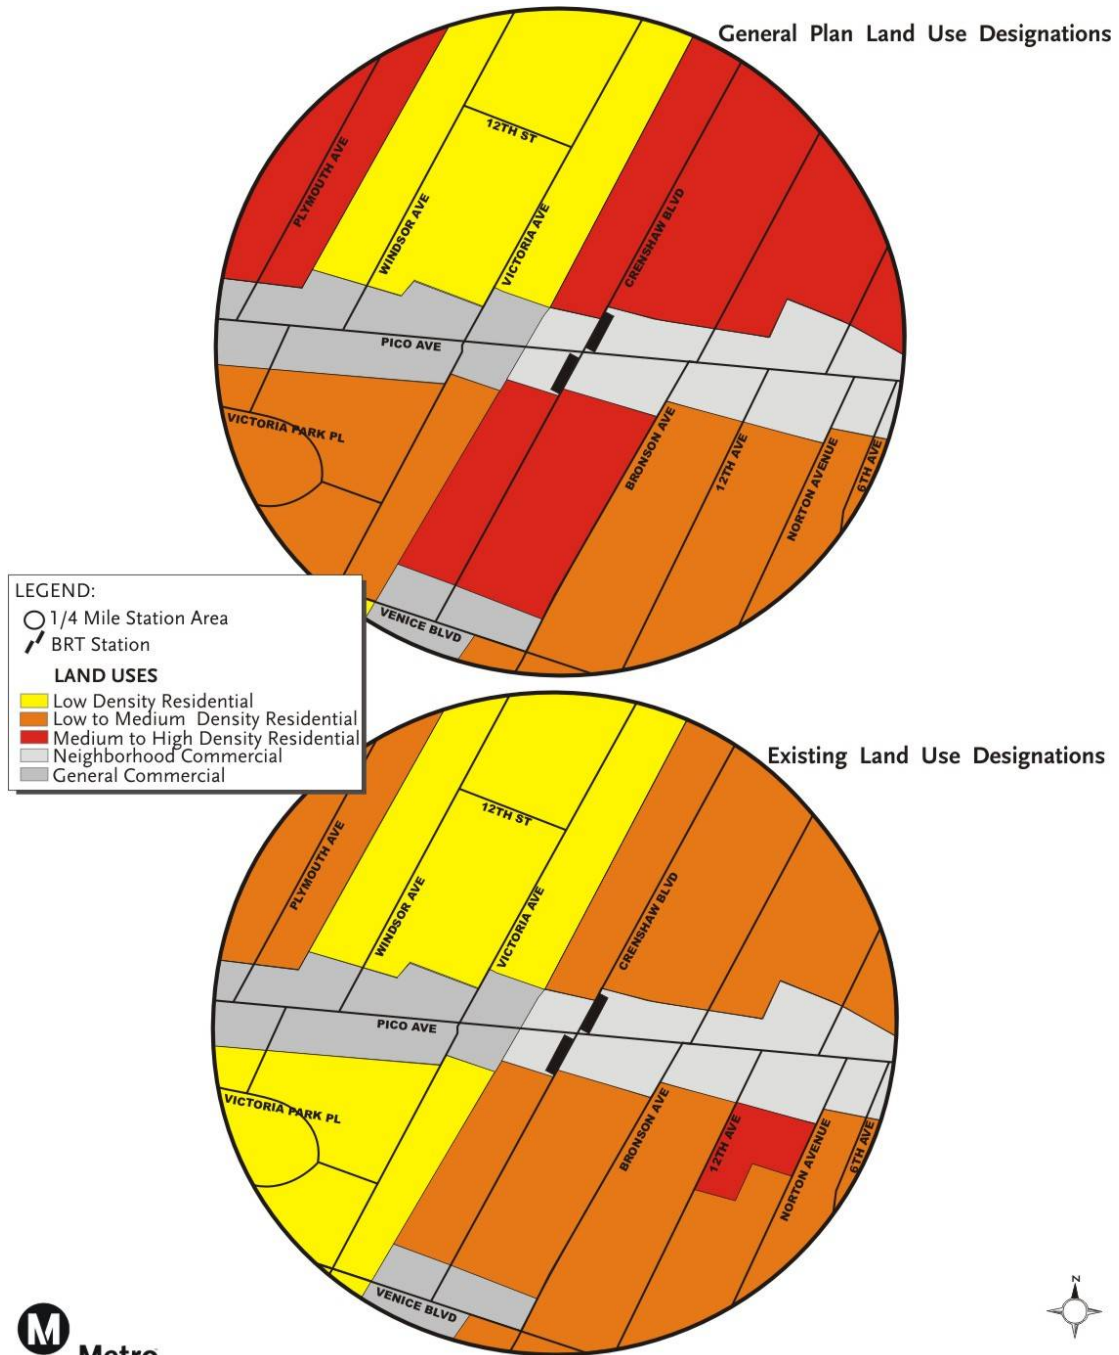 General Plan Land Use Designations
12TH ST
PLYMOUTH AVE
WINDSOR AVE
VICTORIA AVE
CRENSHAW BLVD
PICO AVE
VICTORIA PARK PL
BRONSON AVE
12TH AVE
NORTON AVENUE
6TH AVE
VENICE BLVD
LEGEND:
1/4 Mile Station Area
BRT Station
LAND USES
Low Density Residential
Low to Medium Density Residential
Medium to High Density Residential
Neighborhood Commercial
General Commercial
Existing Land Use Designations
12TH ST
PLYMOUTH AVE
WINDSOR AVE
VICTORIA AVE
CRENSHAW BLVD
PICO AVE
VICTORIA PARK PL
BRONSON AVE
12TH AVE
NORTON AVENUE
6TH AVE
VENICE BLVD
N
M
Metro